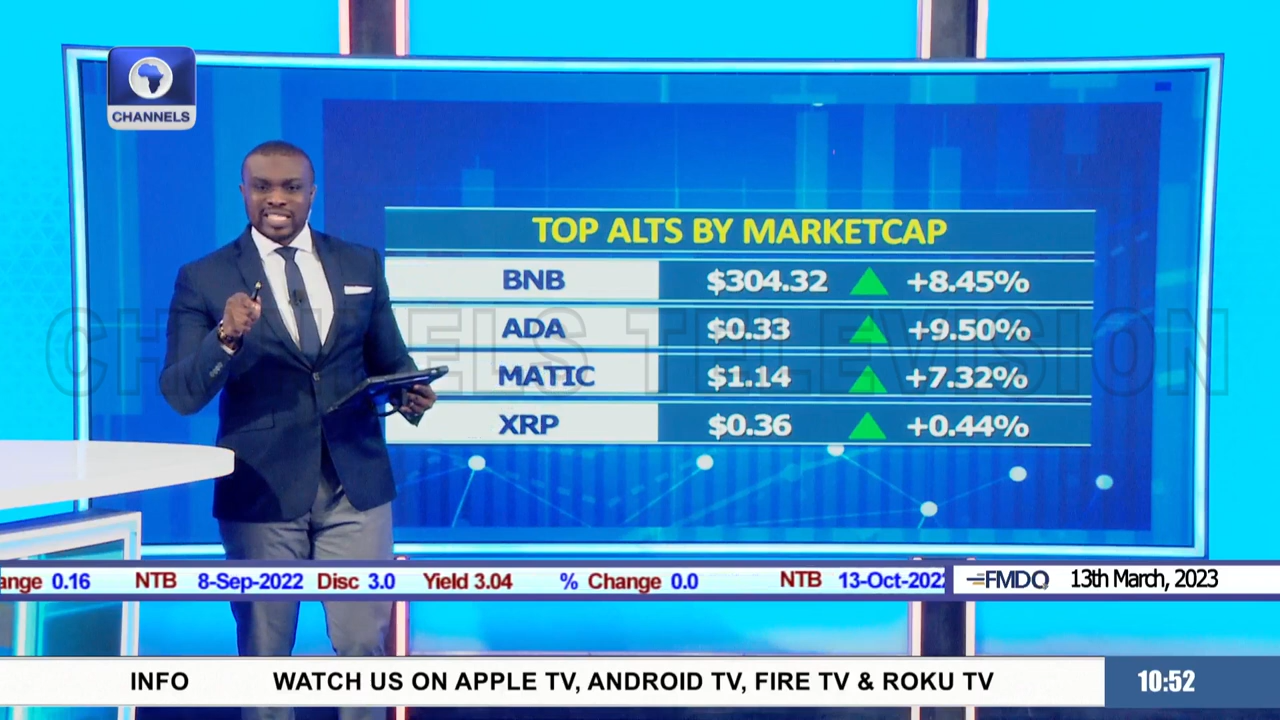 CHANNELS
TOP ALTS BY MARKETCAP
BNB $304.32 +8.45%
ADA $0.33 +9.50%
MATIC $1.14 +7.32%
XRP $0.36 +0.44%
CHANNELS TELEVISION
ange 0.16 NTB 8-Sep-2022 Disc 3.0 Yield 3.04 % Change 0.0 NTB 13-Oct-2022
FMDQ 13th March, 2023
INFO WATCH US ON APPLE TV, ANDROID TV, FIRE TV & ROKU TV 10:52